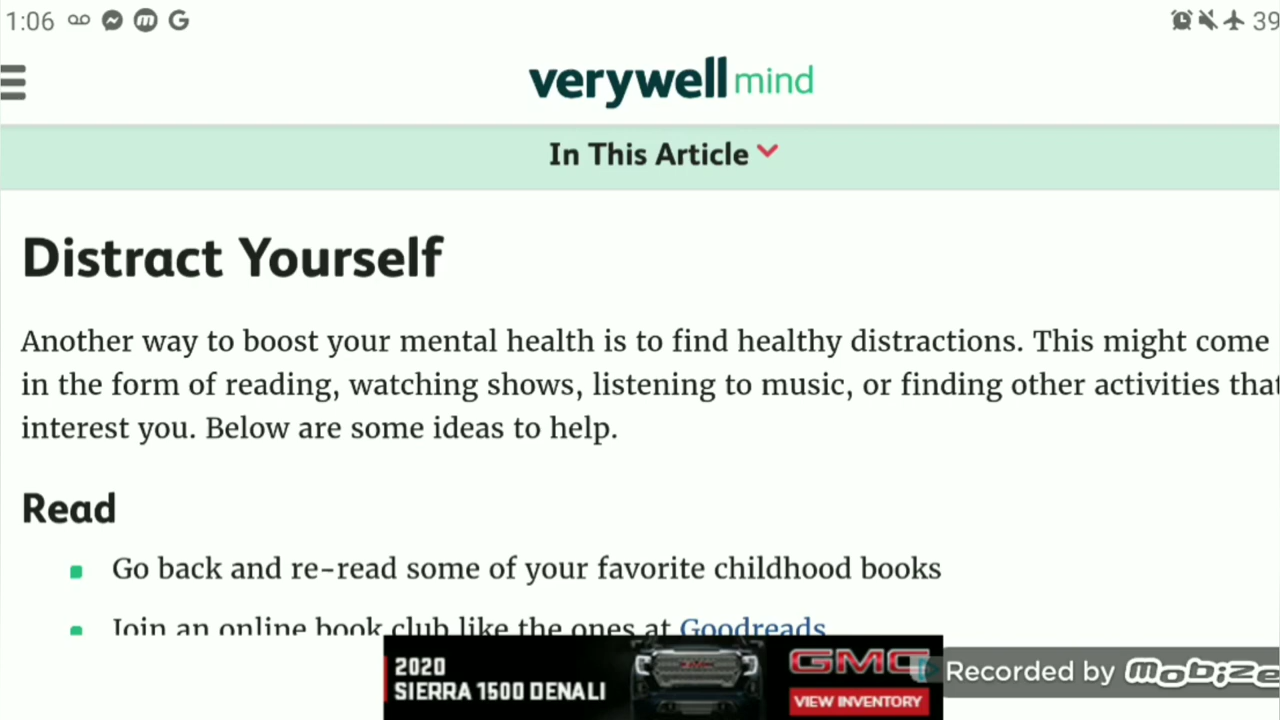 1:06
39
verywell mind
In This Article
Distract Yourself
Another way to boost your mental health is to find healthy distractions. This might come
in the form of reading, watching shows, listening to music, or finding other activities that
interest you. Below are some ideas to help.
Read
Go back and re-read some of your favorite childhood books
Join an online book club like the ones at Goodreads
2020
SIERRA 1500 DENALI
GMC
VIEW INVENTORY
Recorded by